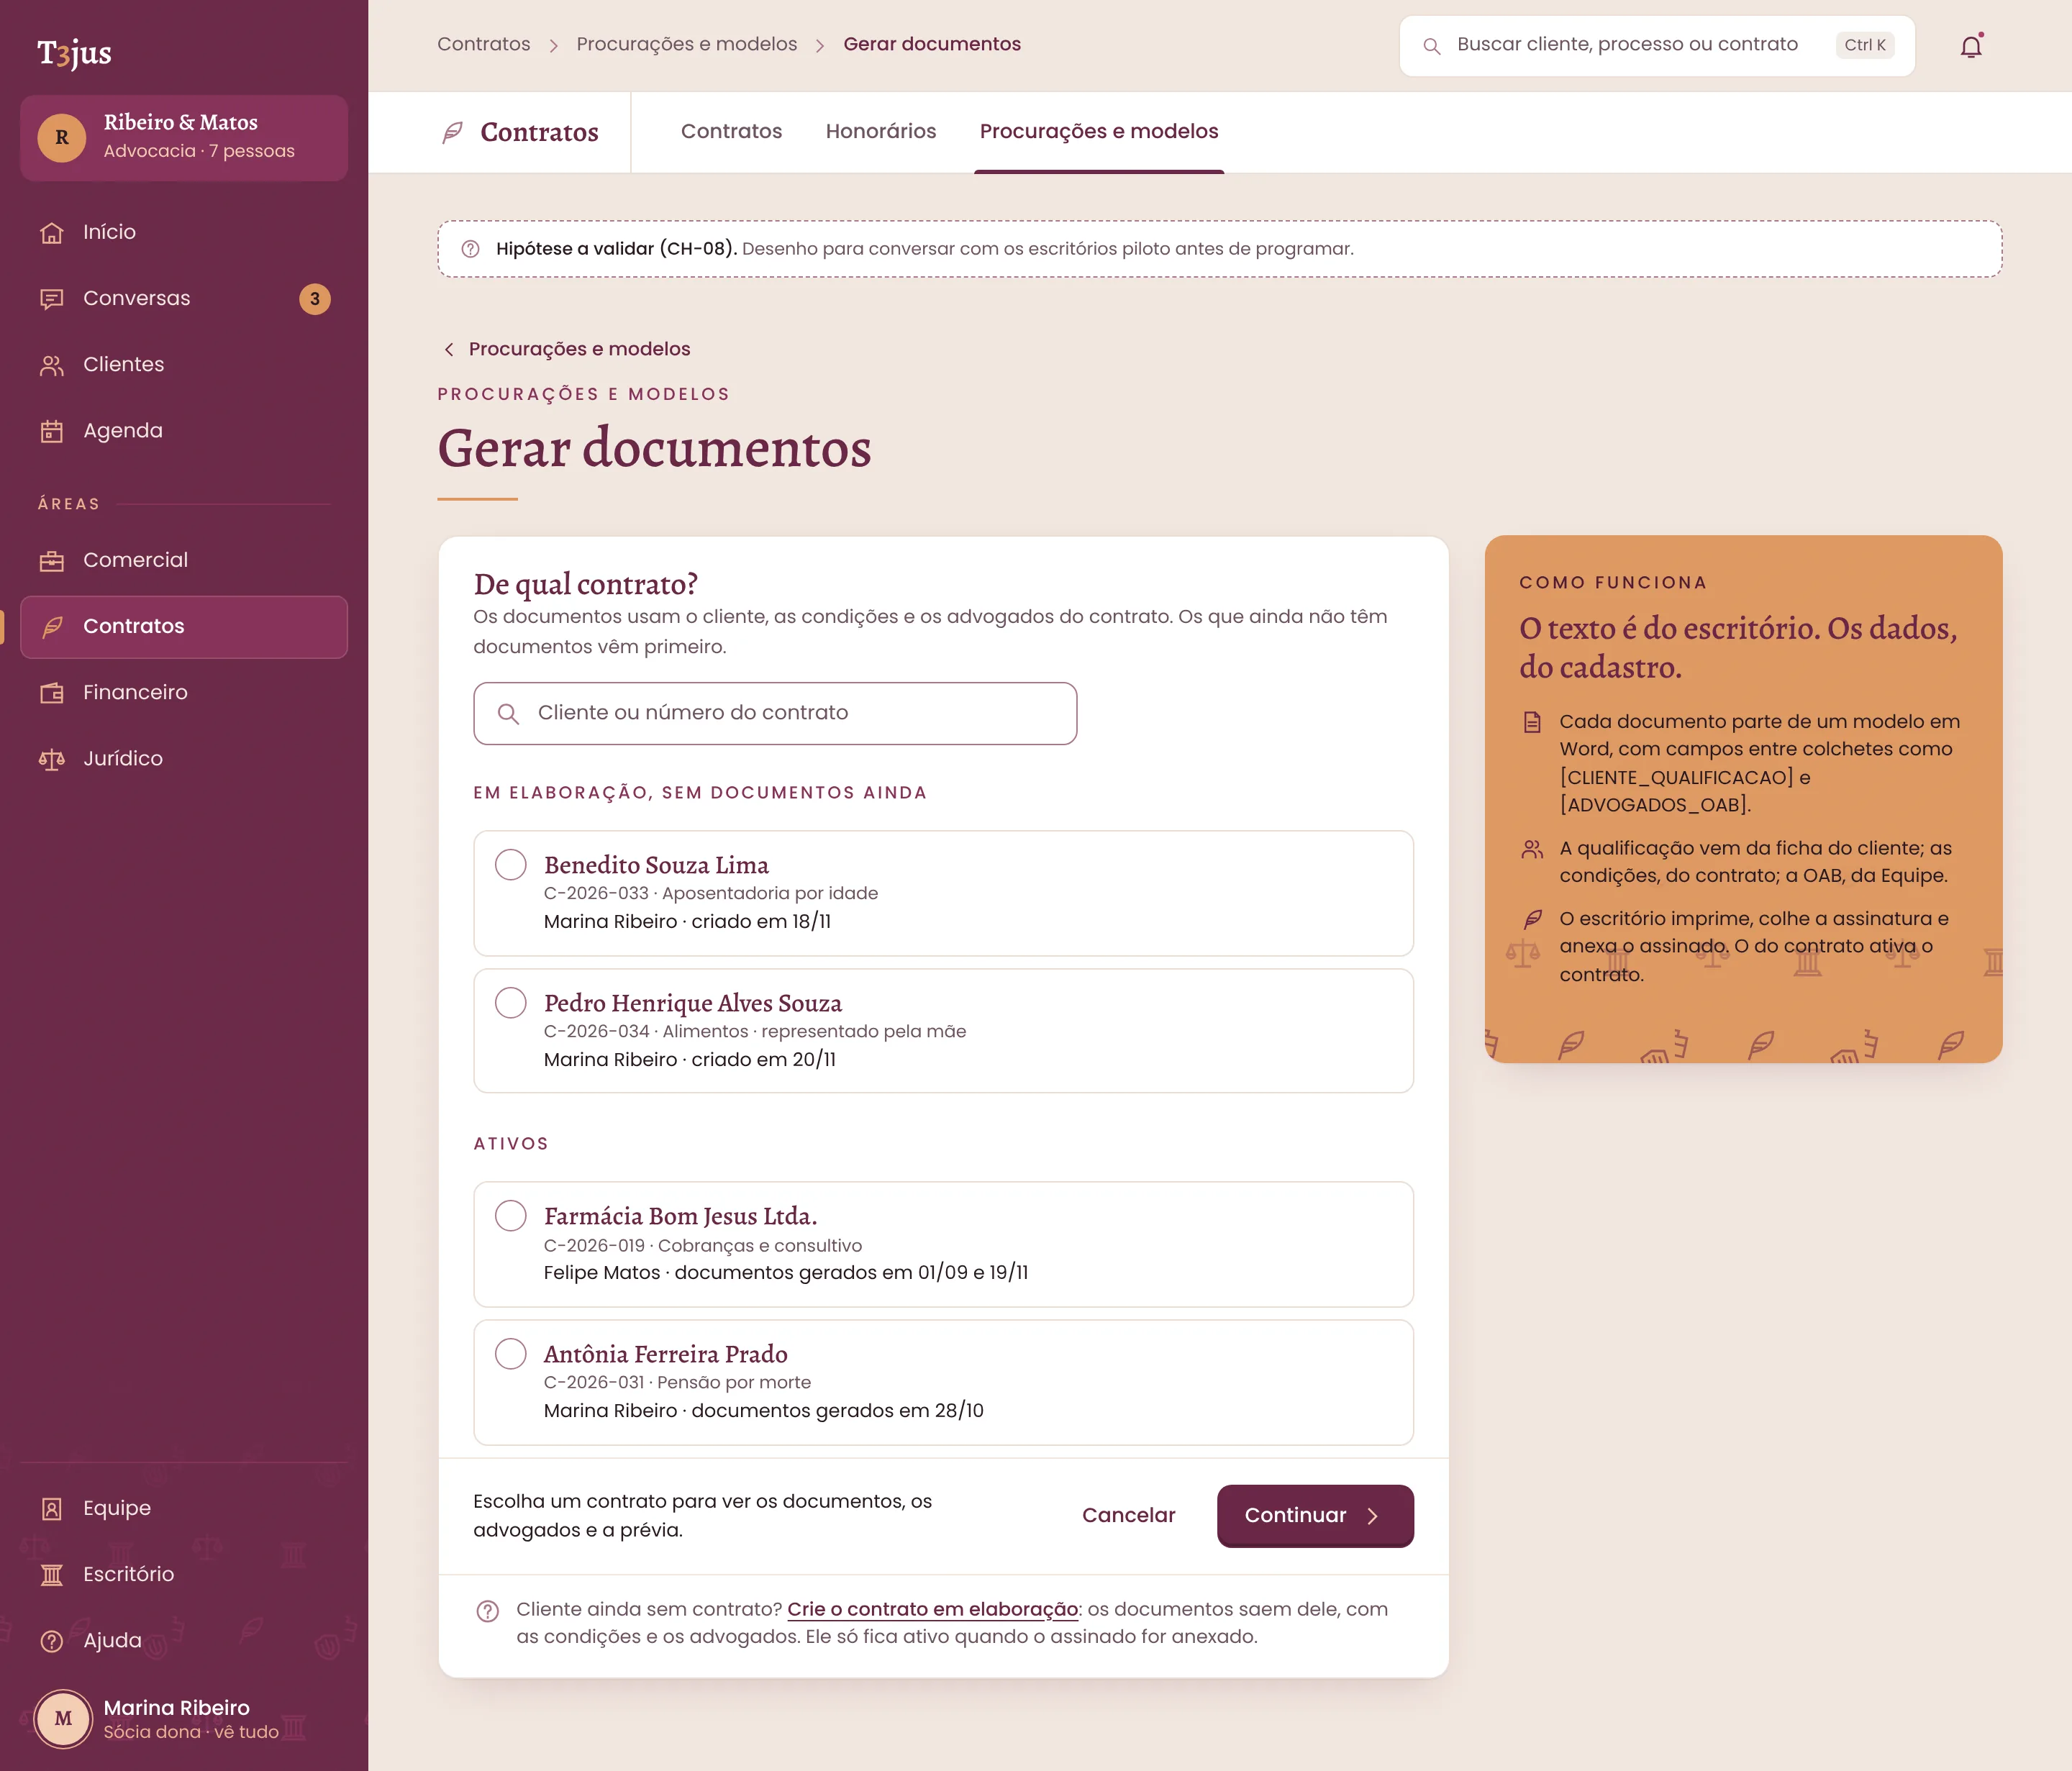 T3jus
R
Ribeiro & Matos
Advocacia · 7 pessoas
Início
Conversas
3
Clientes
Agenda
ÁREAS
Comercial
Contratos
Financeiro
Jurídico
Equipe
Escritório
Ajuda
M
Marina Ribeiro
Sócia dona · vê tudo
Contratos
Procurações e modelos
Gerar documentos
Buscar cliente, processo ou contrato
Ctrl K
Contratos
Contratos
Honorários
Procurações e modelos
Hipótese a validar (CH-08). Desenho para conversar com os escritórios piloto antes de programar.
Procurações e modelos
PROCURAÇÕES E MODELOS
Gerar documentos
De qual contrato?
Os documentos usam o cliente, as condições e os advogados do contrato. Os que ainda não têm
documentos vêm primeiro.
Cliente ou número do contrato
EM ELABORAÇÃO, SEM DOCUMENTOS AINDA
Benedito Souza Lima
C-2026-033 · Aposentadoria por idade
Marina Ribeiro · criado em 18/11
Pedro Henrique Alves Souza
C-2026-034 · Alimentos · representado pela mãe
Marina Ribeiro · criado em 20/11
ATIVOS
Farmácia Bom Jesus Ltda.
C-2026-019 · Cobranças e consultivo
Felipe Matos · documentos gerados em 01/09 e 19/11
Antônia Ferreira Prado
C-2026-031 · Pensão por morte
Marina Ribeiro · documentos gerados em 28/10
Escolha um contrato para ver os documentos, os
advogados e a prévia.
Cancelar
Continuar
Cliente ainda sem contrato? Crie o contrato em elaboração: os documentos saem dele, com
as condições e os advogados. Ele só fica ativo quando o assinado for anexado.
COMO FUNCIONA
O texto é do escritório. Os dados,
do cadastro.
Cada documento parte de um modelo em
Word, com campos entre colchetes como
[CLIENTE_QUALIFICACAO] e
[ADVOGADOS_OAB].
A qualificação vem da ficha do cliente; as
condições, do contrato; a OAB, da Equipe.
O escritório imprime, colhe a assinatura e
anexa o assinado. O do contrato ativa o
contrato.